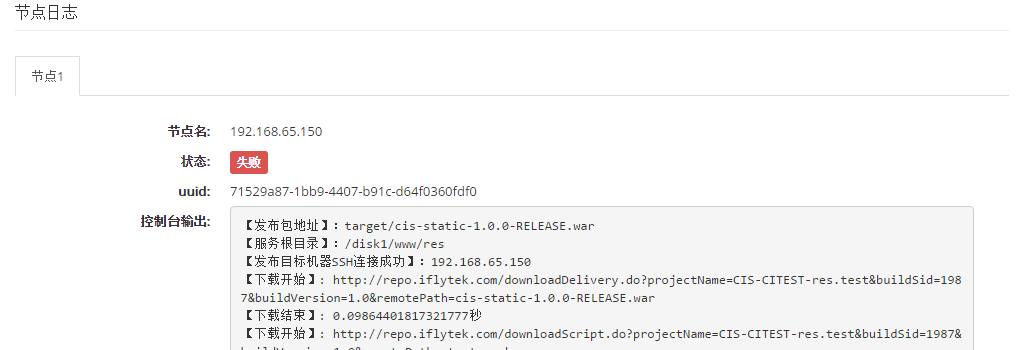 节点日志
节点1
节点名: 192.168.65.150
状态: 失败
uuid: 71529a87-1bb9-4407-b91c-d64f0360fdf0
控制台输出:
【发布包地址】：target/cis-static-1.0.0-RELEASE.war
【服务根目录】：/disk1/www/res
【发布目标机器SSH连接成功】：192.168.65.150
【下载开始】: http://repo.iflytek.com/downloadDelivery.do?projectName=CIS-CITEST-res.test&buildSid=198
7&buildVersion=1.0&remotePath=cis-static-1.0.0-RELEASE.war
【下载结束】: 0.09864401817321777秒
【下载开始】: http://repo.iflytek.com/downloadScript.do?projectName=CIS-CITEST-res.test&buildSid=1987&